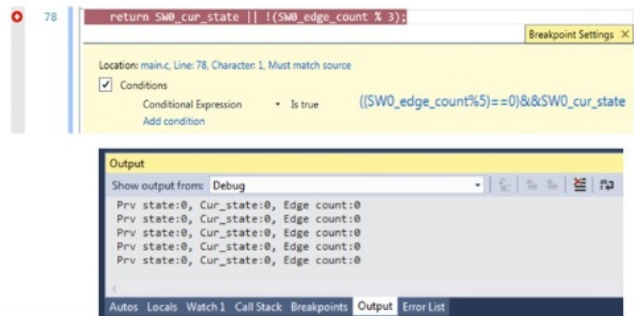 78 return SW0_cur_state || !(SW0_edge_count % 3);
Breakpoint Settings ×
Location: main.c, Line: 78, Character: 1, Must match source
Conditions
Conditional Expression Is true ((SW0_edge_count%5)==0)&&SW0_cur_state
Add condition
Output
Show output from: Debug
Prv state:0, Cur_state:0, Edge count:0
Prv state:0, Cur_state:0, Edge count:0
Prv state:0, Cur_state:0, Edge count:0
Prv state:0, Cur_state:0, Edge count:0
Prv state:0, Cur_state:0, Edge count:0
Autos Locals Watch 1 Call Stack Breakpoints Output Error List